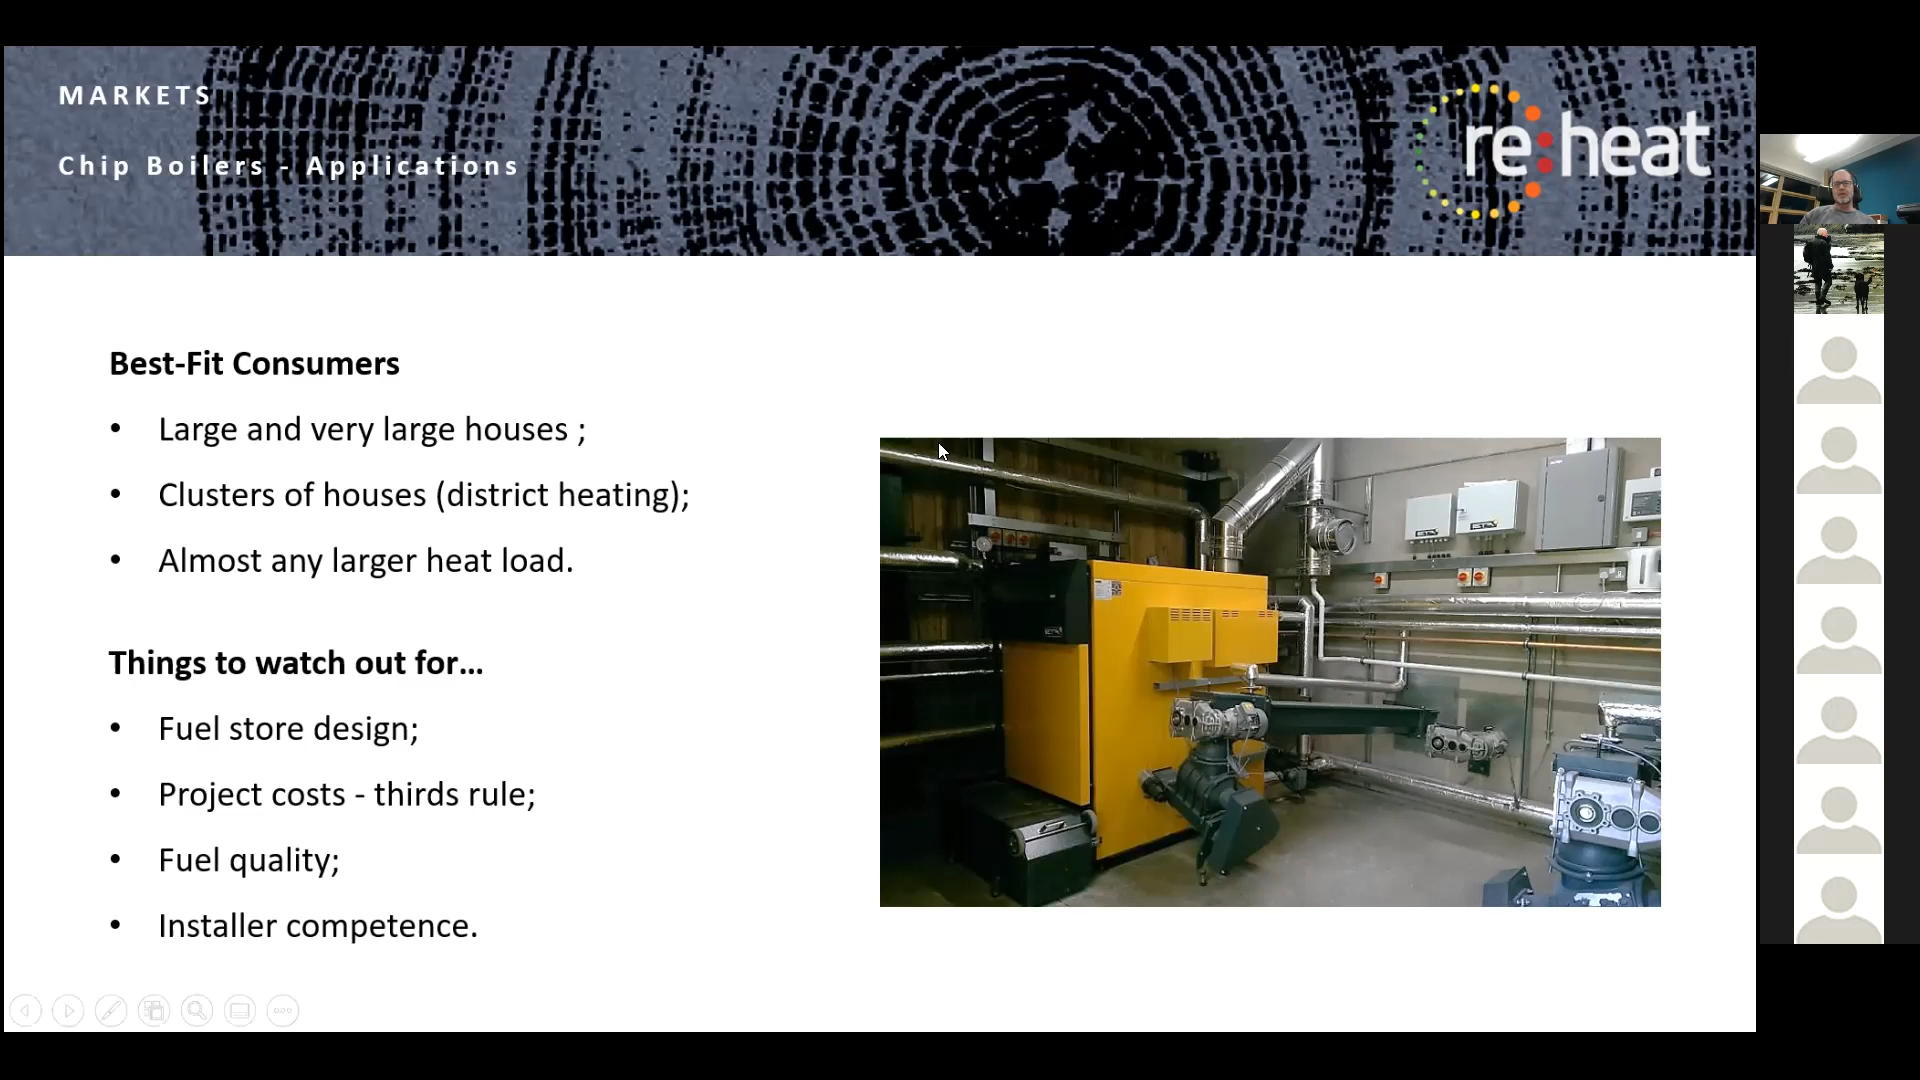 MARKETS
Chip Boilers - Applications
re:heat
Best-Fit Consumers
• Large and very large houses ;
• Clusters of houses (district heating);
• Almost any larger heat load.
Things to watch out for...
• Fuel store design;
• Project costs - thirds rule;
• Fuel quality;
• Installer competence.